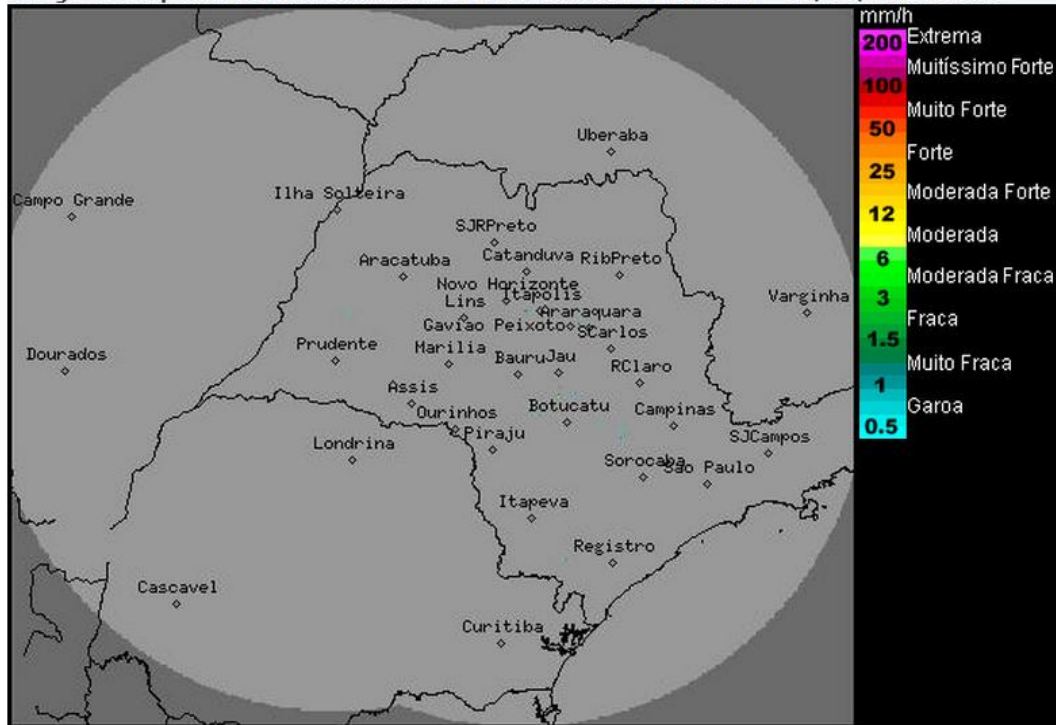 mm/h
200 Extrema
Muitíssimo Forte
100
Muito Forte
50
Forte
25
Moderada Forte
12
Moderada
6
Moderada Fraca
3
Fraca
1.5
Muito Fraca
1
Garoa
0.5
Uberaba
Campo Grande
Ilha Solteira
SJRPreto
Catanduva
RibPreto
Aracatuba
Novo Horizonte
Itapolis
Lins
Araraquara
Varginha
Gaviao Peixoto
SCarlos
Prudente
Marilia
Dourados
Bauru
Jau
RClaro
Assis
Ourinhos
Botucatu
Campinas
Piraju
Londrina
SJCampos
Sorocaba
Sao Paulo
Itapeva
Registro
Cascavel
Curitiba